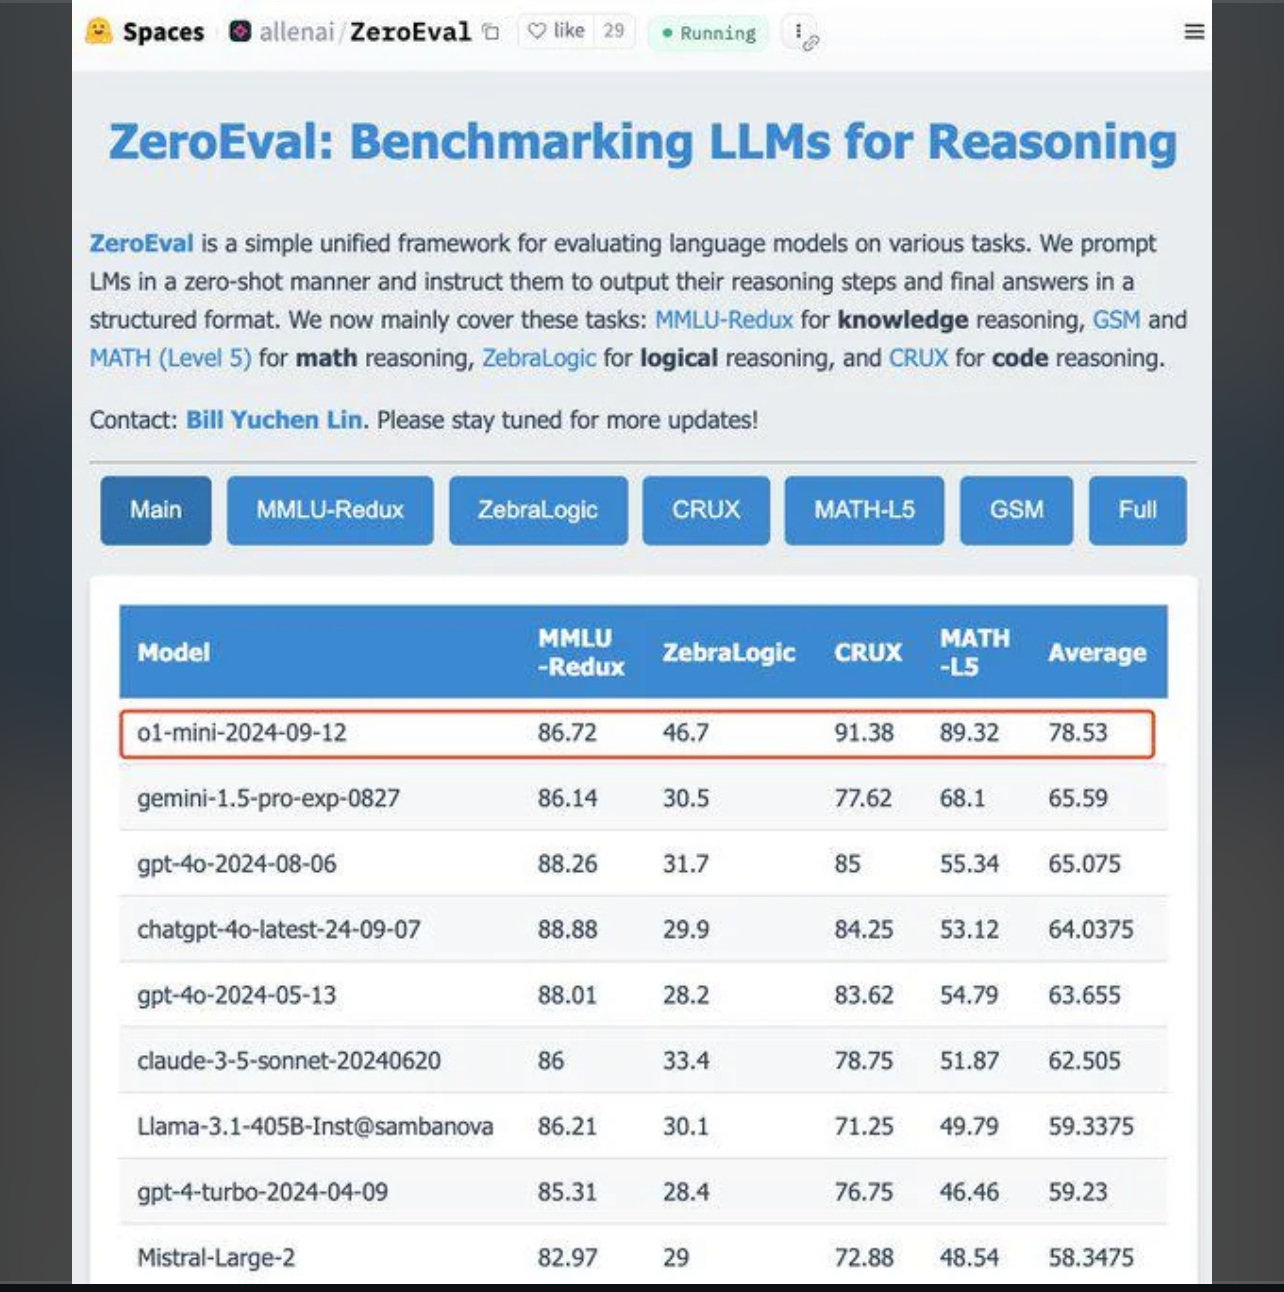 Spaces allenai/ZeroEval like 29 Running
ZeroEval: Benchmarking LLMs for Reasoning
ZeroEval is a simple unified framework for evaluating language models on various tasks. We prompt
LMs in a zero-shot manner and instruct them to output their reasoning steps and final answers in a
structured format. We now mainly cover these tasks: MMLU-Redux for knowledge reasoning, GSM and
MATH (Level 5) for math reasoning, ZebraLogic for logical reasoning, and CRUX for code reasoning.
Contact: Bill Yuchen Lin. Please stay tuned for more updates!
Main MMLU-Redux ZebraLogic CRUX MATH-L5 GSM Full
Model MMLU -Redux ZebraLogic CRUX MATH -L5 Average
o1-mini-2024-09-12 86.72 46.7 91.38 89.32 78.53
gemini-1.5-pro-exp-0827 86.14 30.5 77.62 68.1 65.59
gpt-4o-2024-08-06 88.26 31.7 85 55.34 65.075
chatgpt-4o-latest-24-09-07 88.88 29.9 84.25 53.12 64.0375
gpt-4o-2024-05-13 88.01 28.2 83.62 54.79 63.655
claude-3-5-sonnet-20240620 86 33.4 78.75 51.87 62.505
Llama-3.1-405B-Inst@sambanova 86.21 30.1 71.25 49.79 59.3375
gpt-4-turbo-2024-04-09 85.31 28.4 76.75 46.46 59.23
Mistral-Large-2 82.97 29 72.88 48.54 58.3475